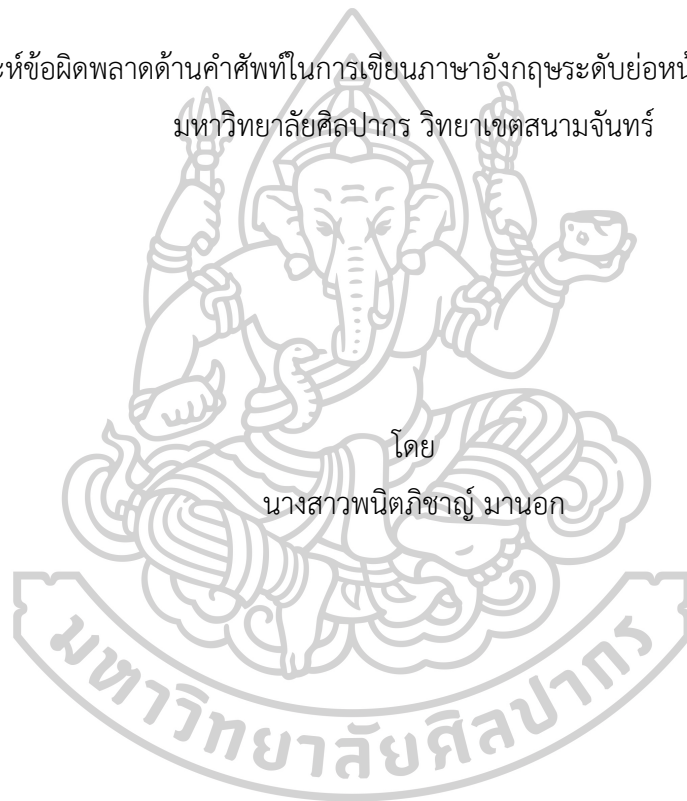 ะห์ข้อผิดพลาดด้านคำศัพท์ในการเขียนภาษาอังกฤษระดับย่อหน้
มหาวิทยาลัยศิลปากร วิทยาเขตสนามจันทร์
โดย
นางสาวพนิตภิชาญ์ มานอก
มหาวิทยาลัยศิลปากร